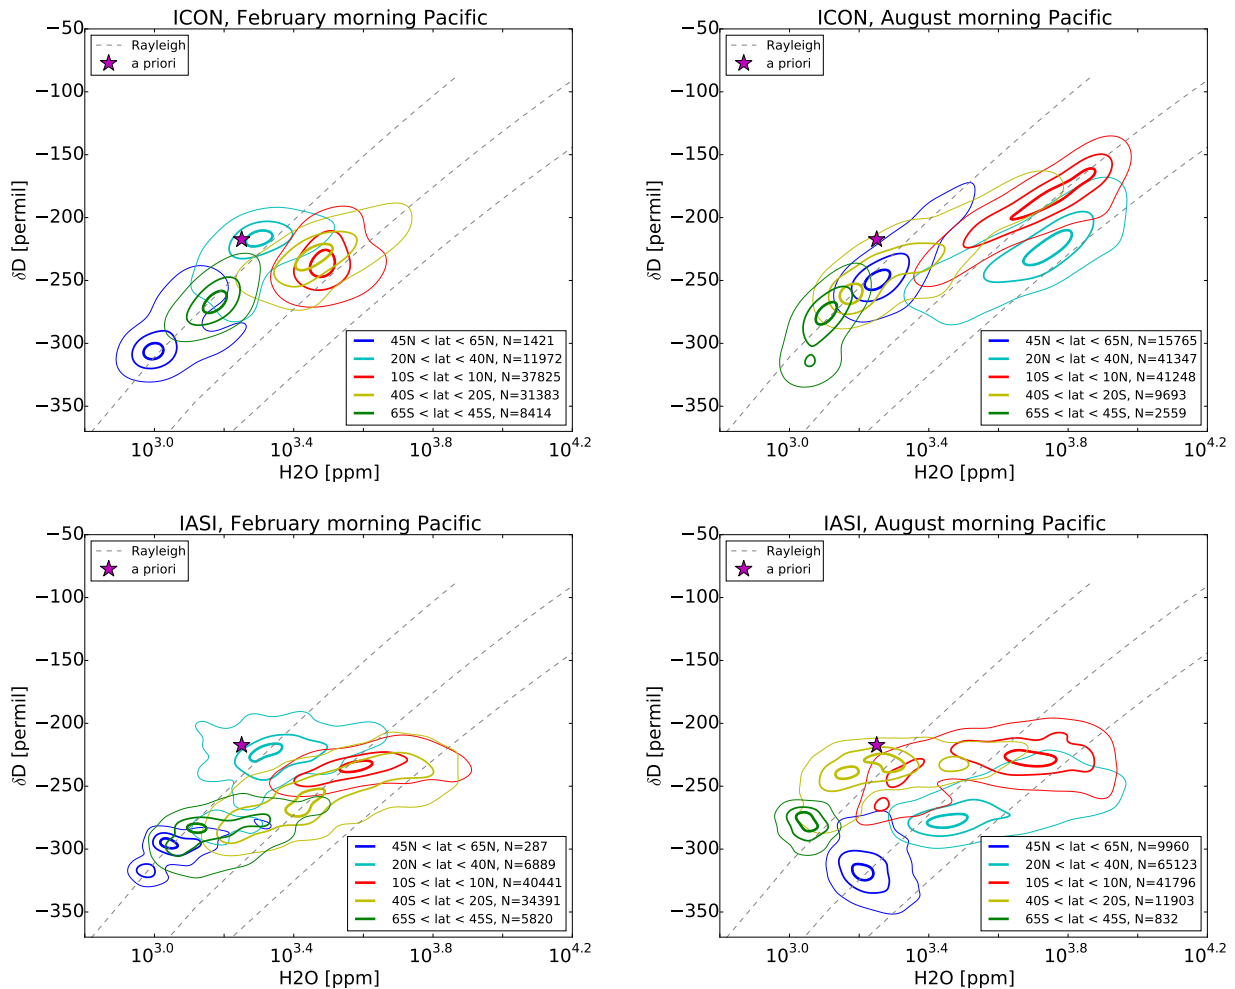 ICON, February morning Pacific
Rayleigh
a priori
−50
−100
−150
−200
−250
−300
−350
δD [permil]
45N < lat < 65N, N=1421
20N < lat < 40N, N=11972
10S < lat < 10N, N=37825
40S < lat < 20S, N=31383
65S < lat < 45S, N=8414
10^3.0 10^3.4 10^3.8 10^4.2
H2O [ppm]
ICON, August morning Pacific
Rayleigh
a priori
−50
−100
−150
−200
−250
−300
−350
δD [permil]
45N < lat < 65N, N=15765
20N < lat < 40N, N=41347
10S < lat < 10N, N=41248
40S < lat < 20S, N=9693
65S < lat < 45S, N=2559
10^3.0 10^3.4 10^3.8 10^4.2
H2O [ppm]
IASI, February morning Pacific
Rayleigh
a priori
−50
−100
−150
−200
−250
−300
−350
δD [permil]
45N < lat < 65N, N=287
20N < lat < 40N, N=6889
10S < lat < 10N, N=40441
40S < lat < 20S, N=34391
65S < lat < 45S, N=5820
10^3.0 10^3.4 10^3.8 10^4.2
H2O [ppm]
IASI, August morning Pacific
Rayleigh
a priori
−50
−100
−150
−200
−250
−300
−350
δD [permil]
45N < lat < 65N, N=9960
20N < lat < 40N, N=65123
10S < lat < 10N, N=41796
40S < lat < 20S, N=11903
65S < lat < 45S, N=832
10^3.0 10^3.4 10^3.8 10^4.2
H2O [ppm]